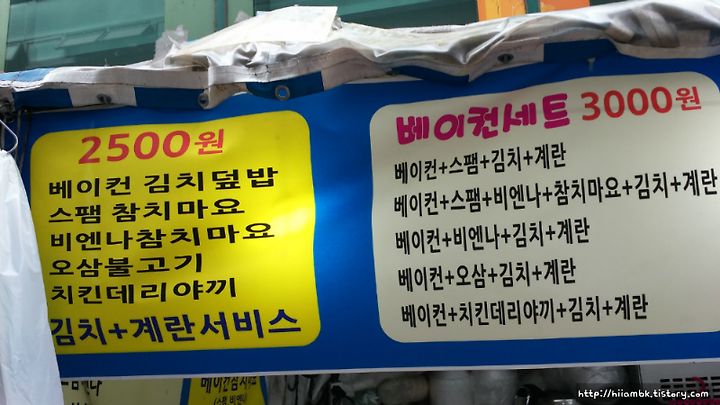 2500원
베이컨 김치덮밥
스팸 참치마요
비엔나참치마요
오삼불고기
치킨데리야끼
김치+계란서비스
베이컨세트 3000원
베이컨+스팸+김치+계란
베이컨+스팸+비엔나+참치마요+김치+계란
베이컨+비엔나+김치+계란
베이컨+오삼+김치+계란
베이컨+치킨데리야끼+김치+계란
http://hiiambk.tistory.com